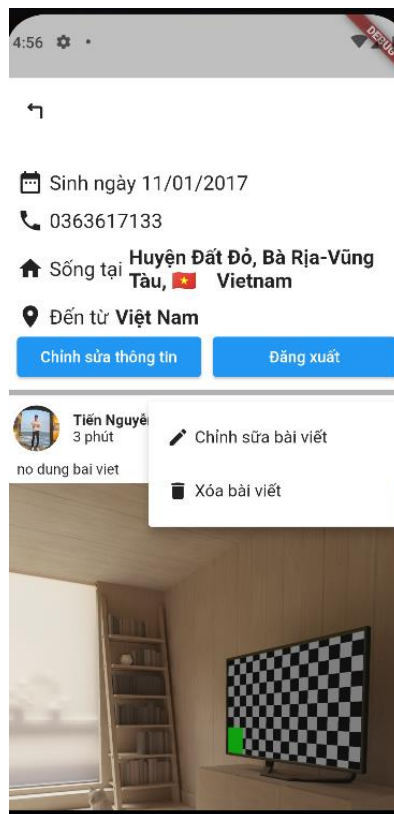 4:56
DEBUG
Sinh ngày 11/01/2017
0363617133
Sống tại Huyện Đất Đỏ, Bà Rịa-Vũng
Tàu, 🇻🇳 Vietnam
Đến từ Việt Nam
Chỉnh sửa thông tin
Đăng xuất
Tiến Nguyễ
3 phút
Chỉnh sữa bài viết
no dung bai viet
Xóa bài viết